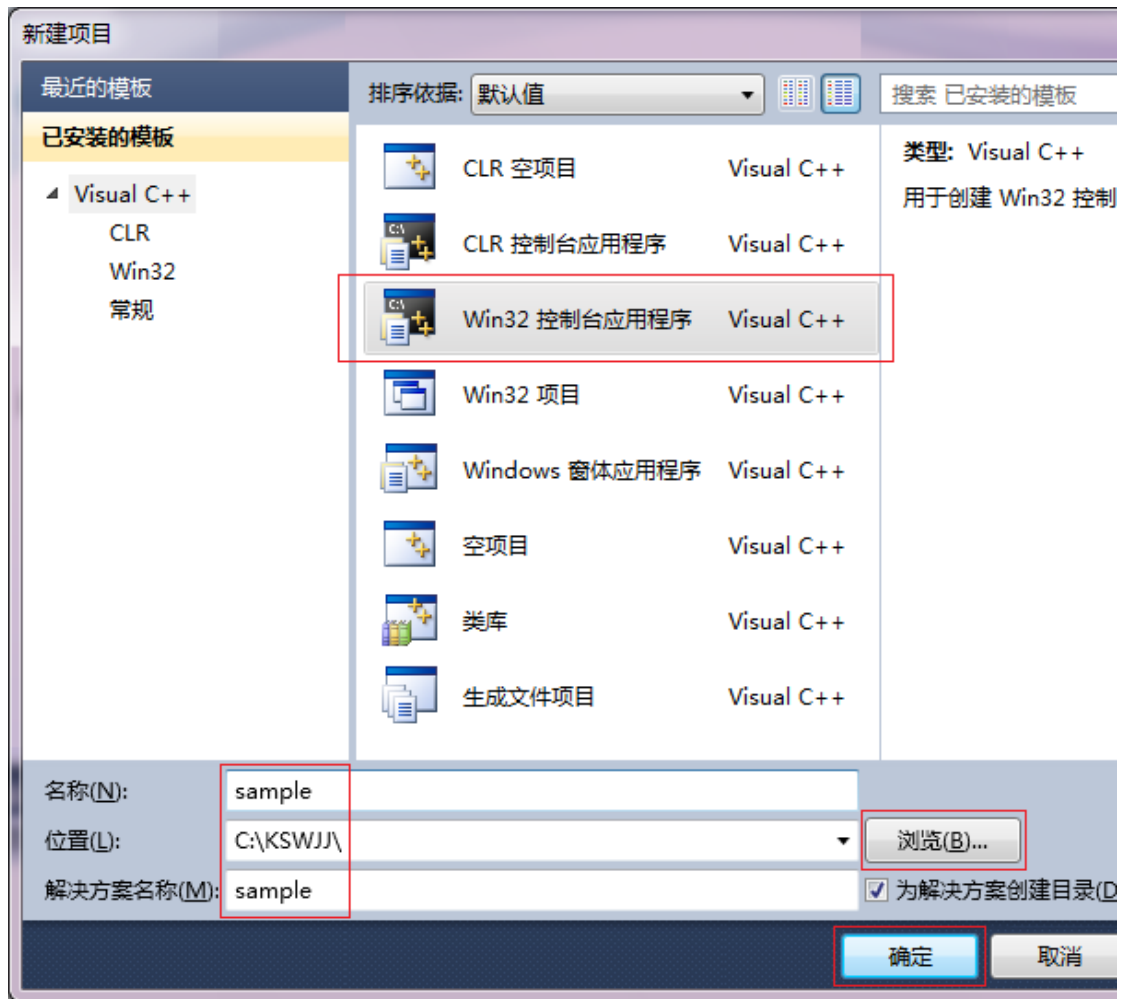 新建项目
最近的模板
排序依据: 默认值
搜索 已安装的模板
已安装的模板
Visual C++
CLR
Win32
常规
CLR 空项目 Visual C++
C:\
CLR 控制台应用程序 Visual C++
C:\
Win32 控制台应用程序 Visual C++
Win32 项目 Visual C++
Windows 窗体应用程序 Visual C++
空项目 Visual C++
类库 Visual C++
生成文件项目 Visual C++
类型: Visual C++
用于创建 Win32 控制
名称(N): sample
位置(L): C:\KSWJJ\ 浏览(B)...
解决方案名称(M): sample 为解决方案创建目录(D
确定 取消